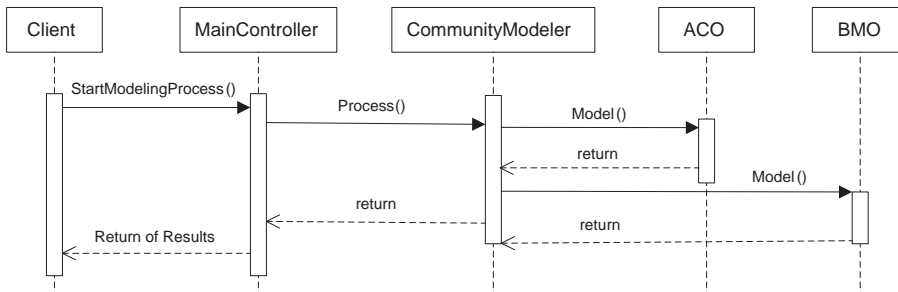 Client
MainController
CommunityModeler
ACO
BMO
StartModelingProcess()
Process()
Model()
return
Model()
return
return
Return of Results